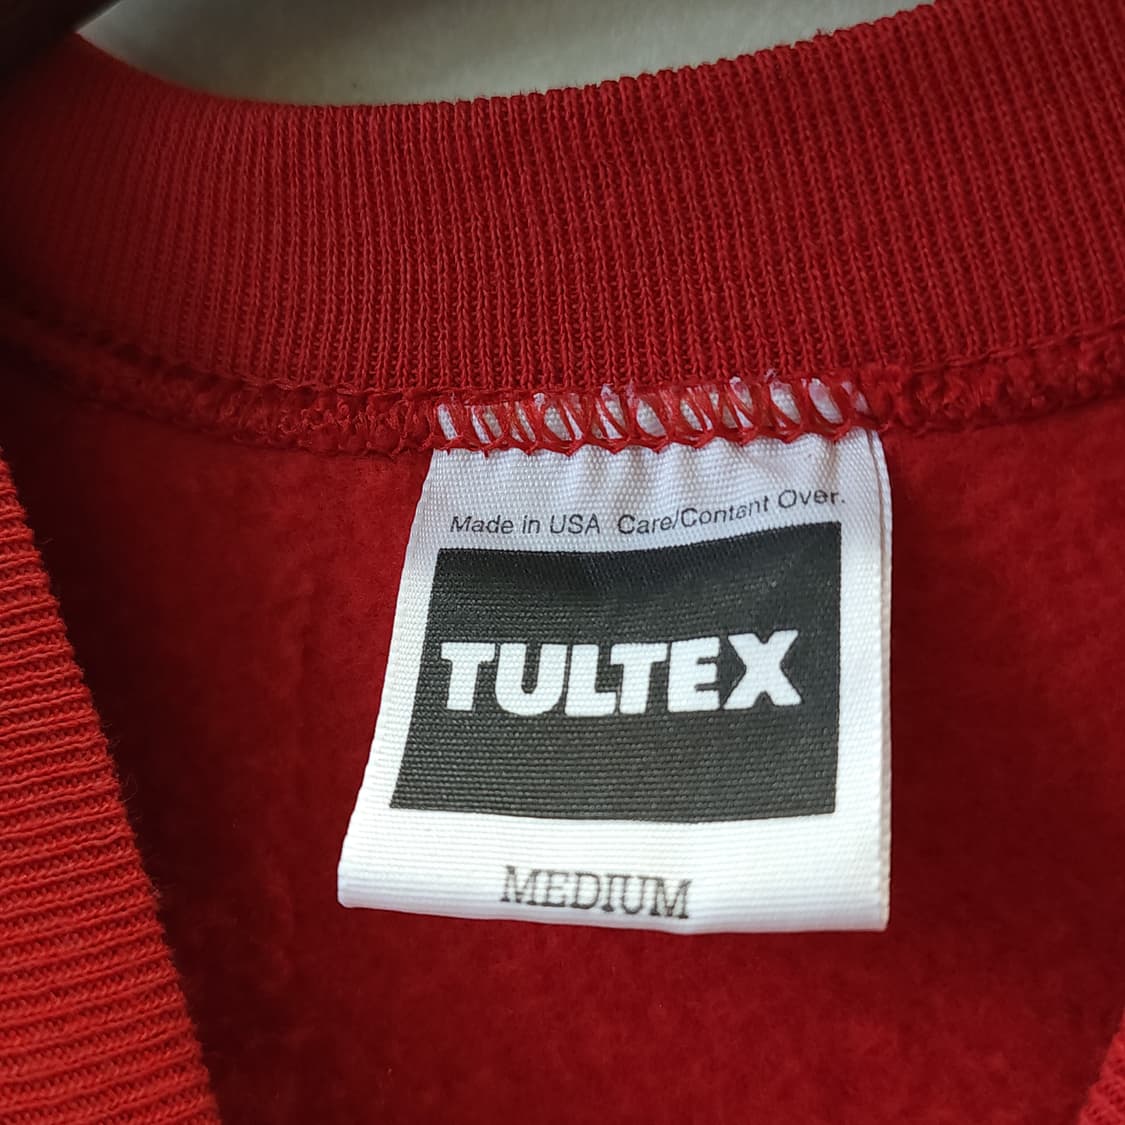 Made in USA Care/Content Over.
TULTEX
MEDIUM